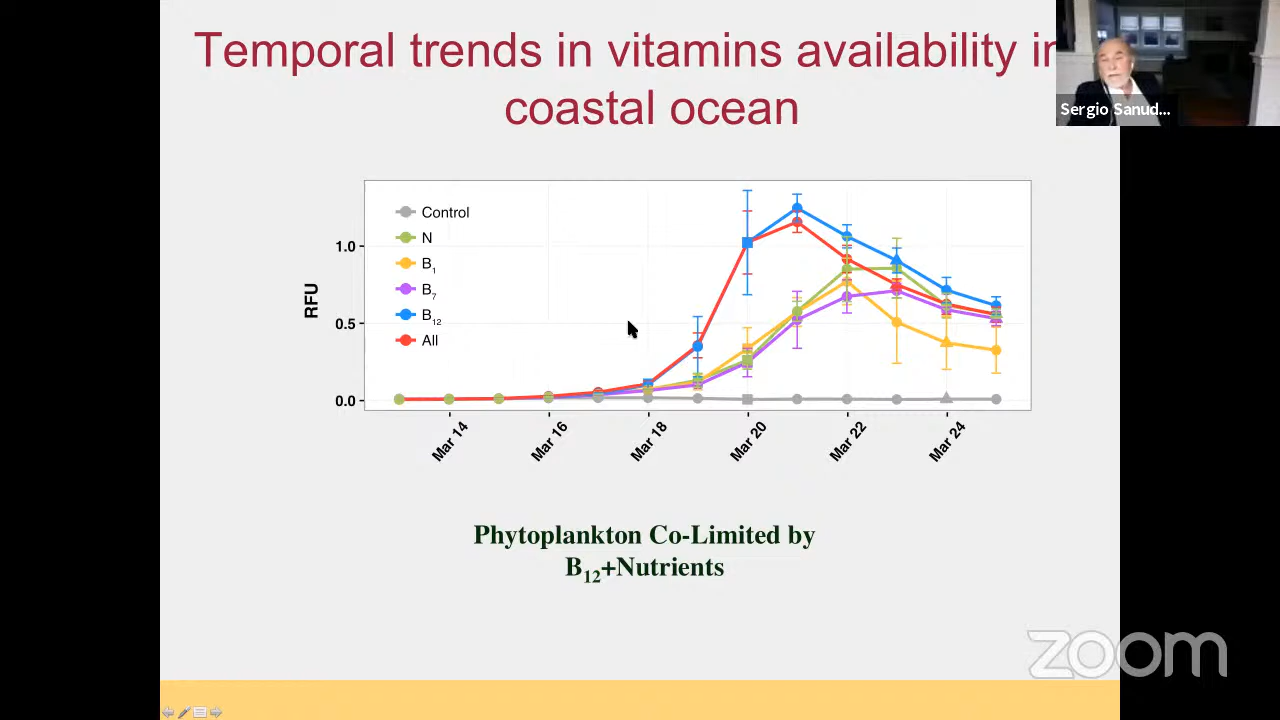 Temporal trends in vitamins availability in
coastal ocean
Sergio Sanud...
Control
N
B₁
B₇
B₁₂
All
RFU
1.0
0.5
0.0
Mar 14
Mar 16
Mar 18
Mar 20
Mar 22
Mar 24
Phytoplankton Co-Limited by
B₁₂+Nutrients
zoom